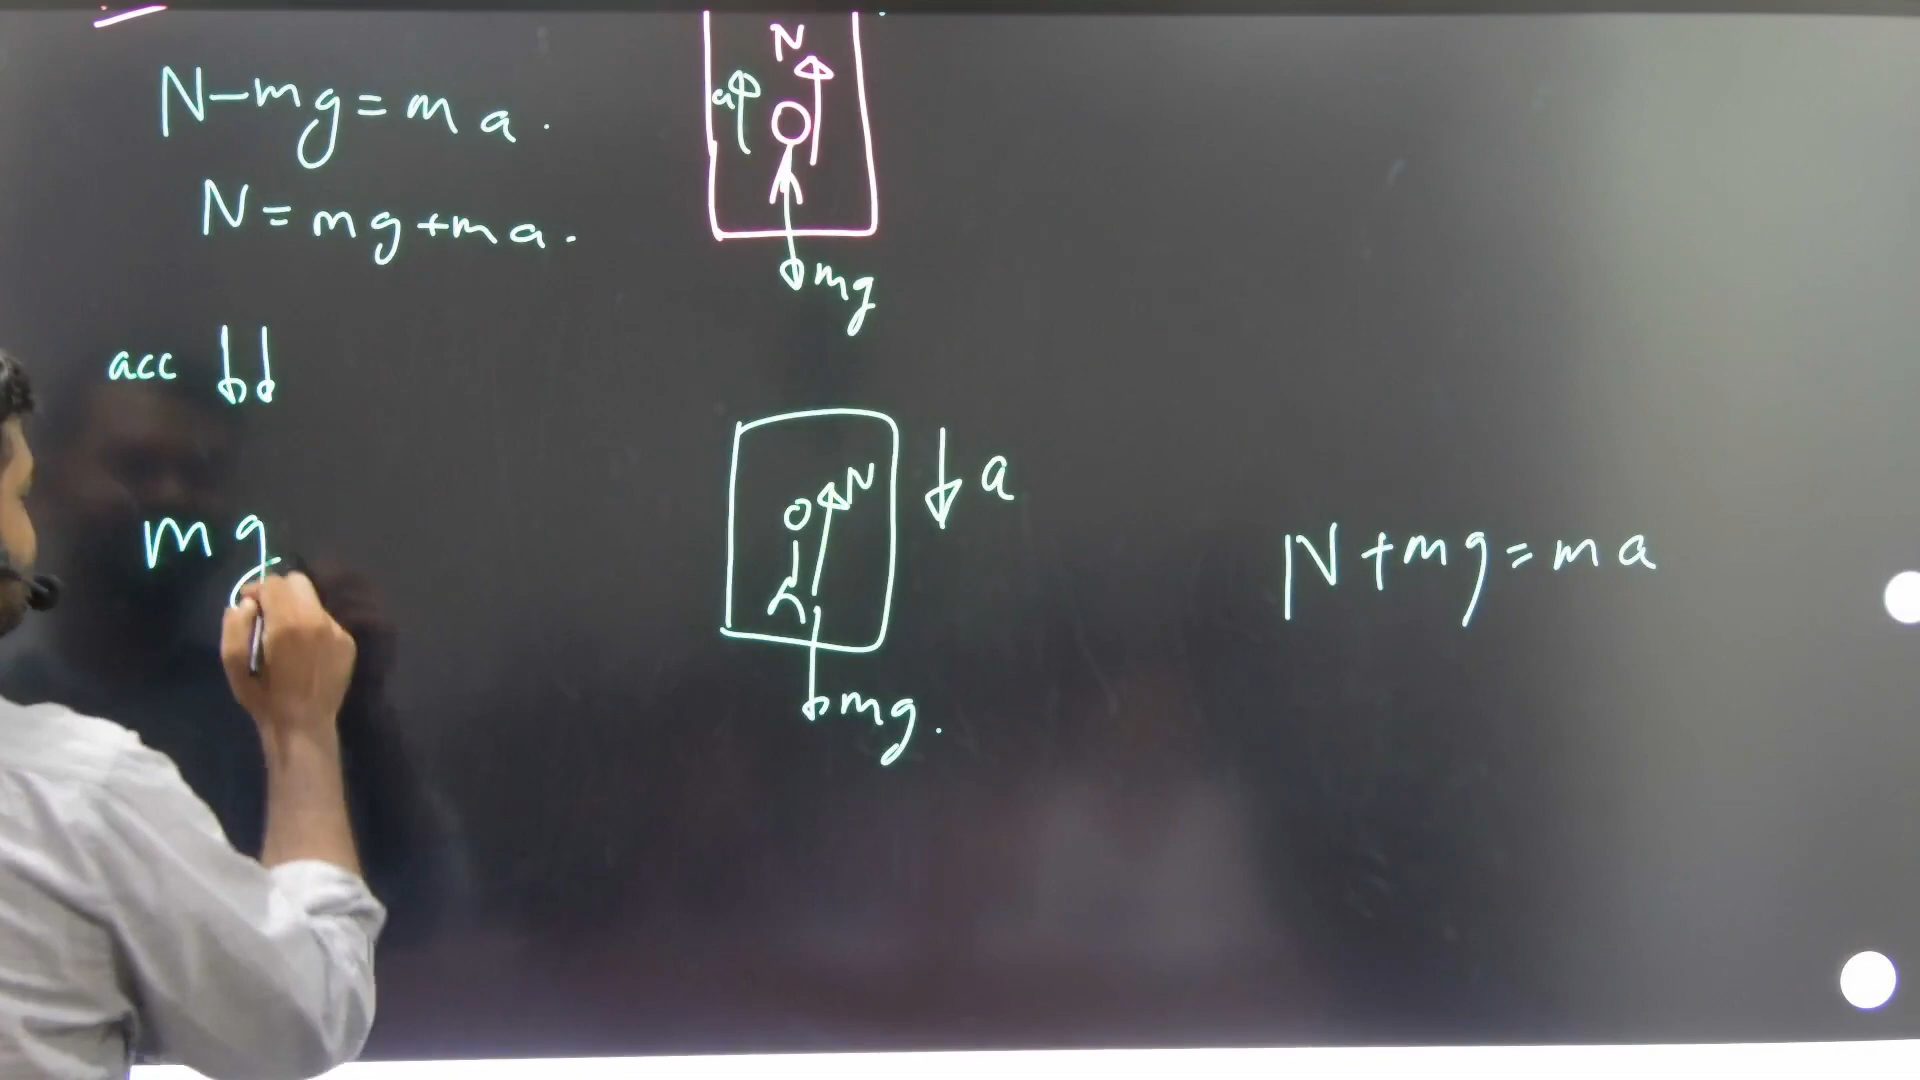 N-mg=ma.
N=mg+ma.
N
a
mg
acc ↓↓
mg
N
a
mg.
N+mg=ma